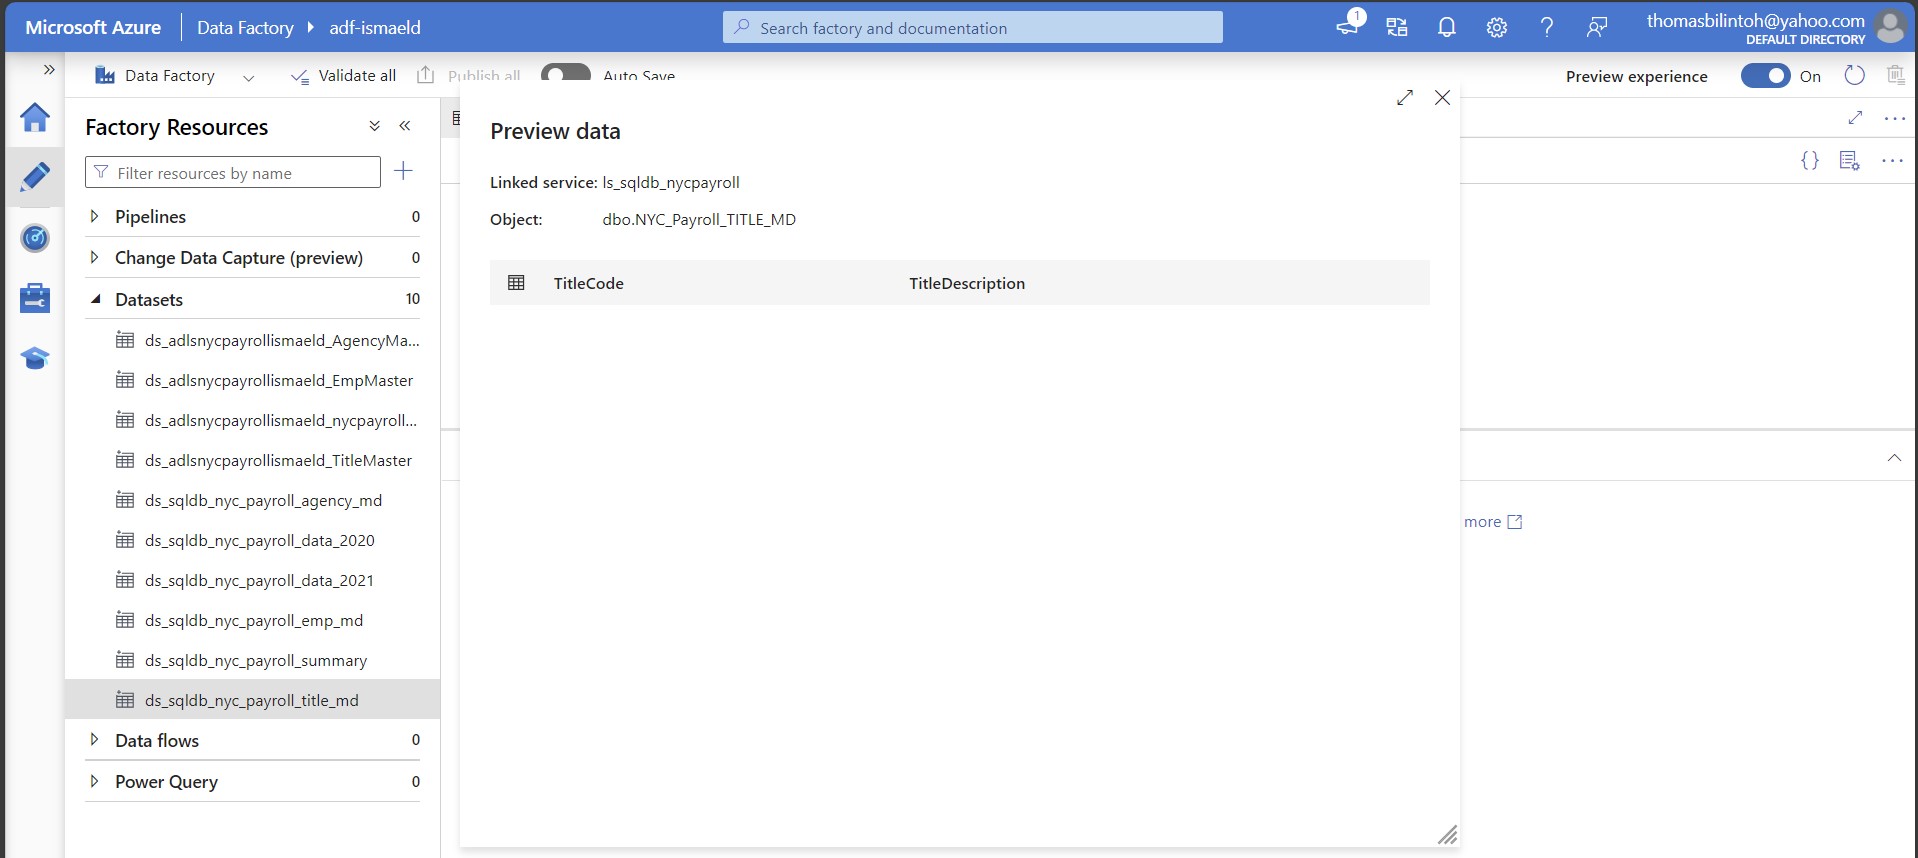 Microsoft Azure
Data Factory
adf-ismaeld
Search factory and documentation
1
thomasbilintoh@yahoo.com
DEFAULT DIRECTORY
Data Factory
Validate all
Publish all
Auto Save
Preview experience
On
Factory Resources
Filter resources by name
Pipelines 0
Change Data Capture (preview) 0
Datasets 10
ds_adlsnycpayrollismaeld_AgencyMa...
ds_adlsnycpayrollismaeld_EmpMaster
ds_adlsnycpayrollismaeld_nycpayroll...
ds_adlsnycpayrollismaeld_TitleMaster
ds_sqldb_nyc_payroll_agency_md
ds_sqldb_nyc_payroll_data_2020
ds_sqldb_nyc_payroll_data_2021
ds_sqldb_nyc_payroll_emp_md
ds_sqldb_nyc_payroll_summary
ds_sqldb_nyc_payroll_title_md
Data flows 0
Power Query 0
Preview data
Linked service: ls_sqldb_nycpayroll
Object: dbo.NYC_Payroll_TITLE_MD
TitleCode TitleDescription
more